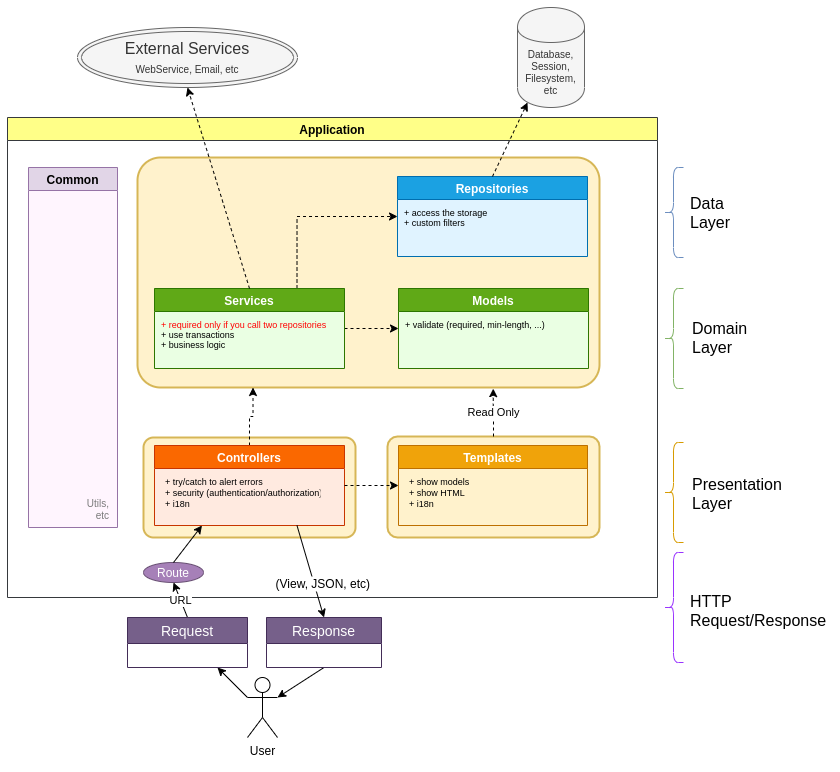 External Services
WebService, Email, etc
Database,
Session,
Filesystem,
etc
Application
Common
Utils,
etc
Repositories
+ access the storage
+ custom filters
Services
+ required only if you call two repositories
+ use transactions
+ business logic
Models
+ validate (required, min-length, ...)
Read Only
Controllers
+ try/catch to alert errors
+ security (authentication/authorization)
+ i18n
Templates
+ show models
+ show HTML
+ i18n
Route
URL
(View, JSON, etc)
Request
Response
User
Data
Layer
Domain
Layer
Presentation
Layer
HTTP
Request/Response